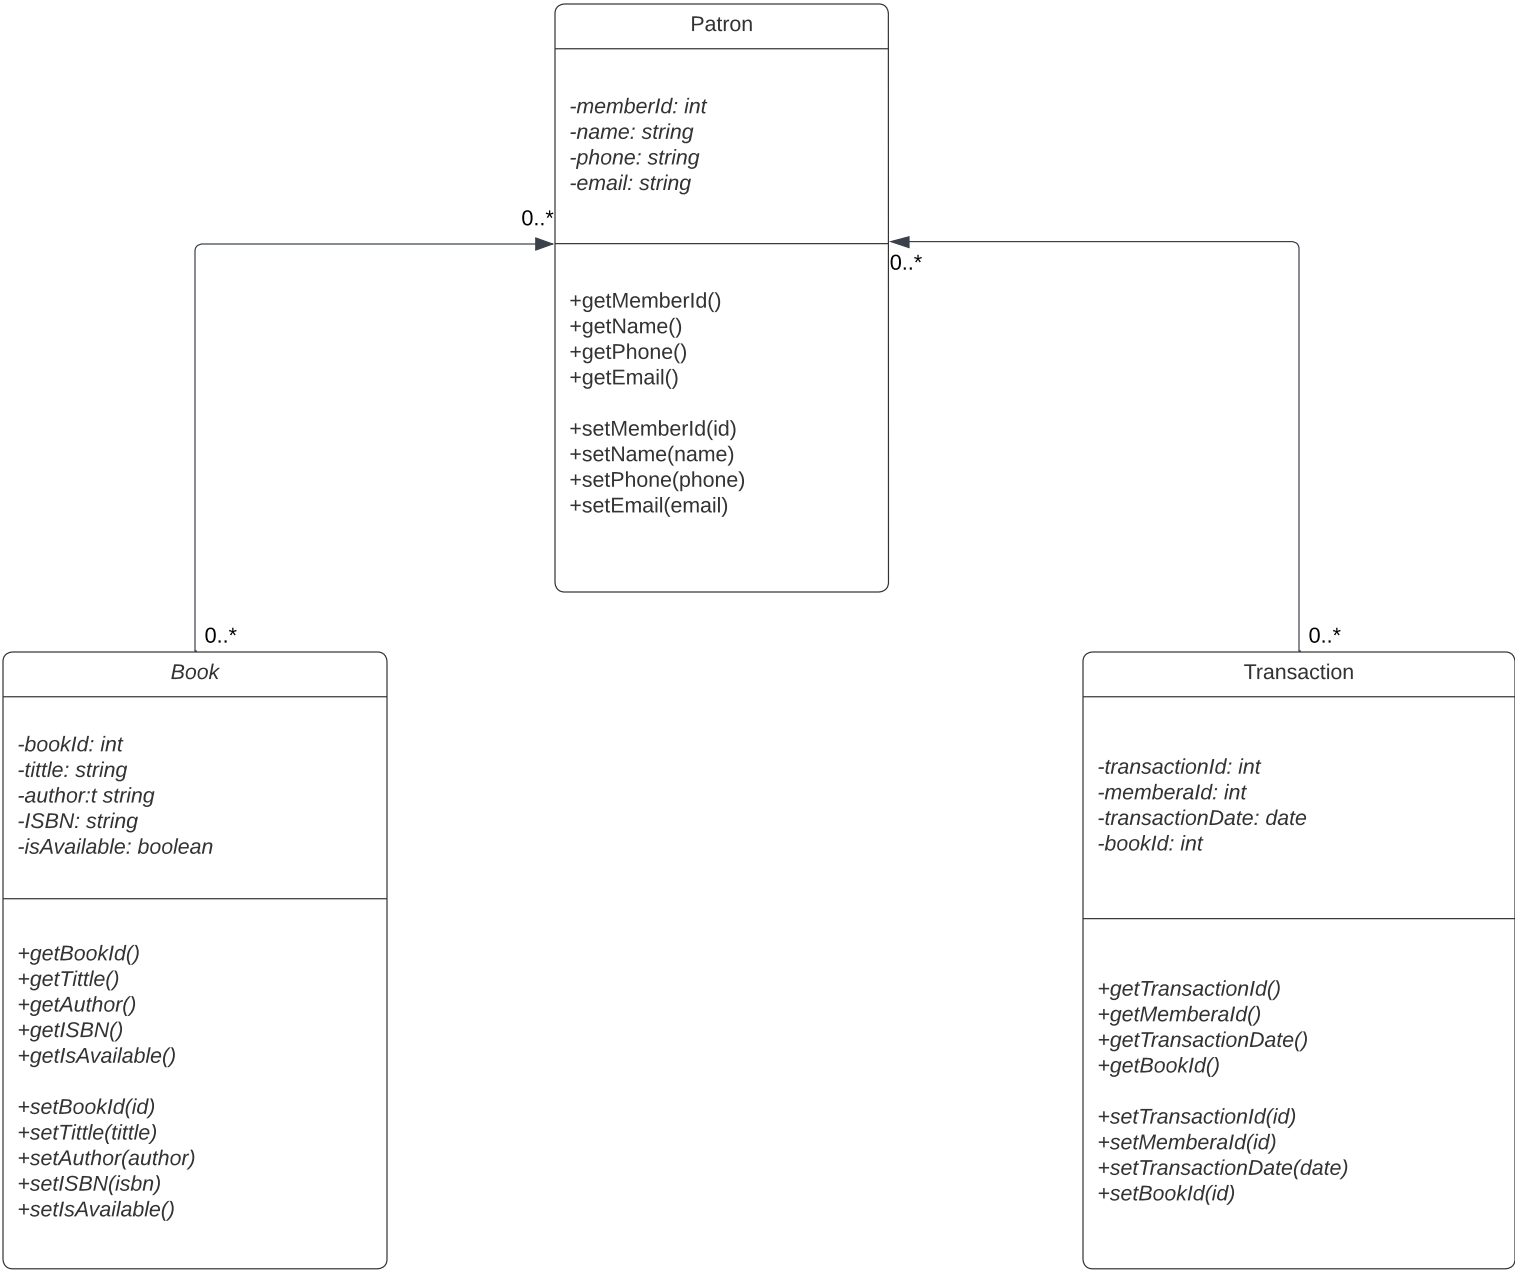 Patron
-memberId: int
-name: string
-phone: string
-email: string
0..*
0..*
+getMemberId()
+getName()
+getPhone()
+getEmail()
+setMemberId(id)
+setName(name)
+setPhone(phone)
+setEmail(email)
0..*
0..*
Book
-bookId: int
-tittle: string
-author:t string
-ISBN: string
-isAvailable: boolean
+getBookId()
+getTittle()
+getAuthor()
+getISBN()
+getIsAvailable()
+setBookId(id)
+setTittle(tittle)
+setAuthor(author)
+setISBN(isbn)
+setIsAvailable()
Transaction
-transactionId: int
-memberaId: int
-transactionDate: date
-bookId: int
+getTransactionId()
+getMemberaId()
+getTransactionDate()
+getBookId()
+setTransactionId(id)
+setMemberaId(id)
+setTransactionDate(date)
+setBookId(id)